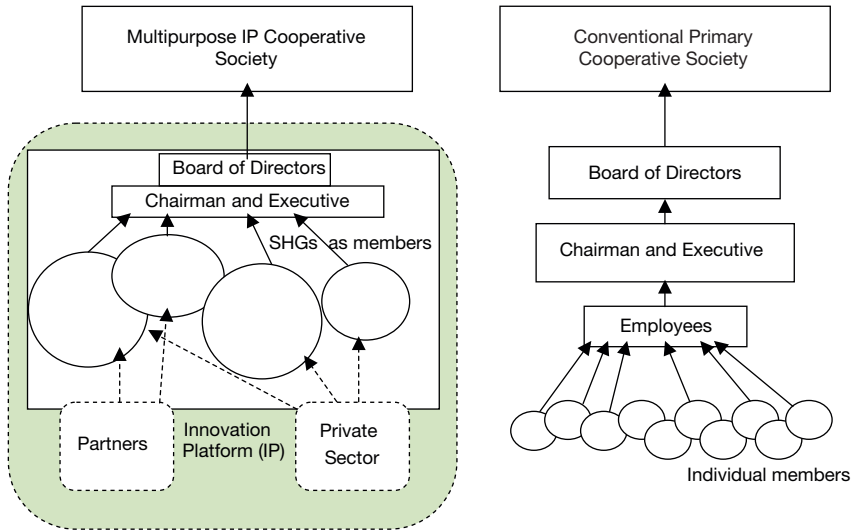 Multipurpose IP Cooperative
Society
Board of Directors
Chairman and Executive
SHGs as members
Partners
Innovation
Platform (IP)
Private
Sector
Conventional Primary
Cooperative Society
Board of Directors
Chairman and Executive
Employees
Individual members